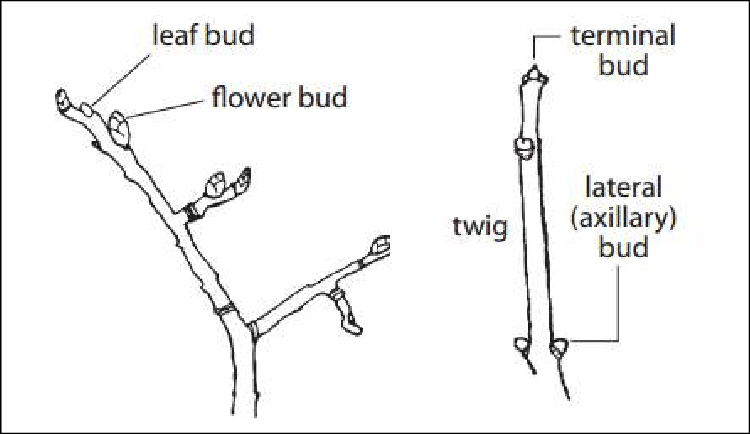 leaf bud
flower bud
terminal
bud
twig
lateral
(axillary)
bud